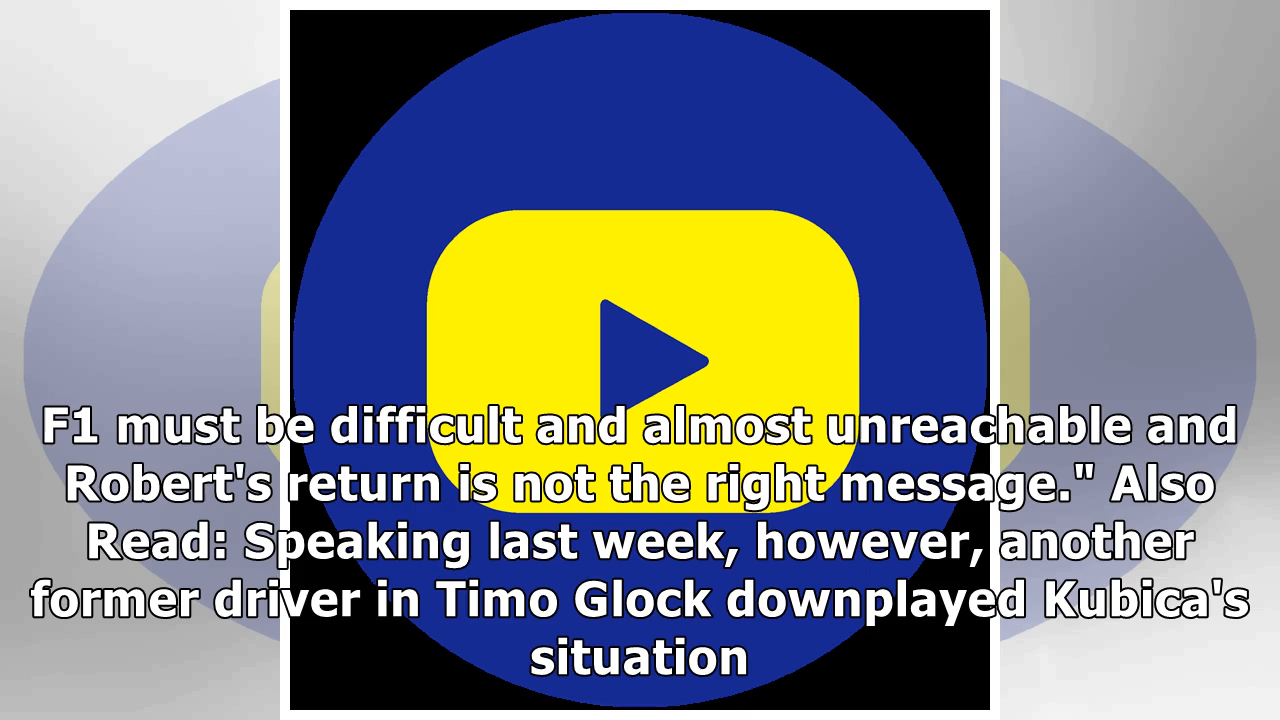 F1 must be difficult and almost unreachable and
Robert's return is not the right message." Also
Read: Speaking last week, however, another
former driver in Timo Glock downplayed Kubica's
situation